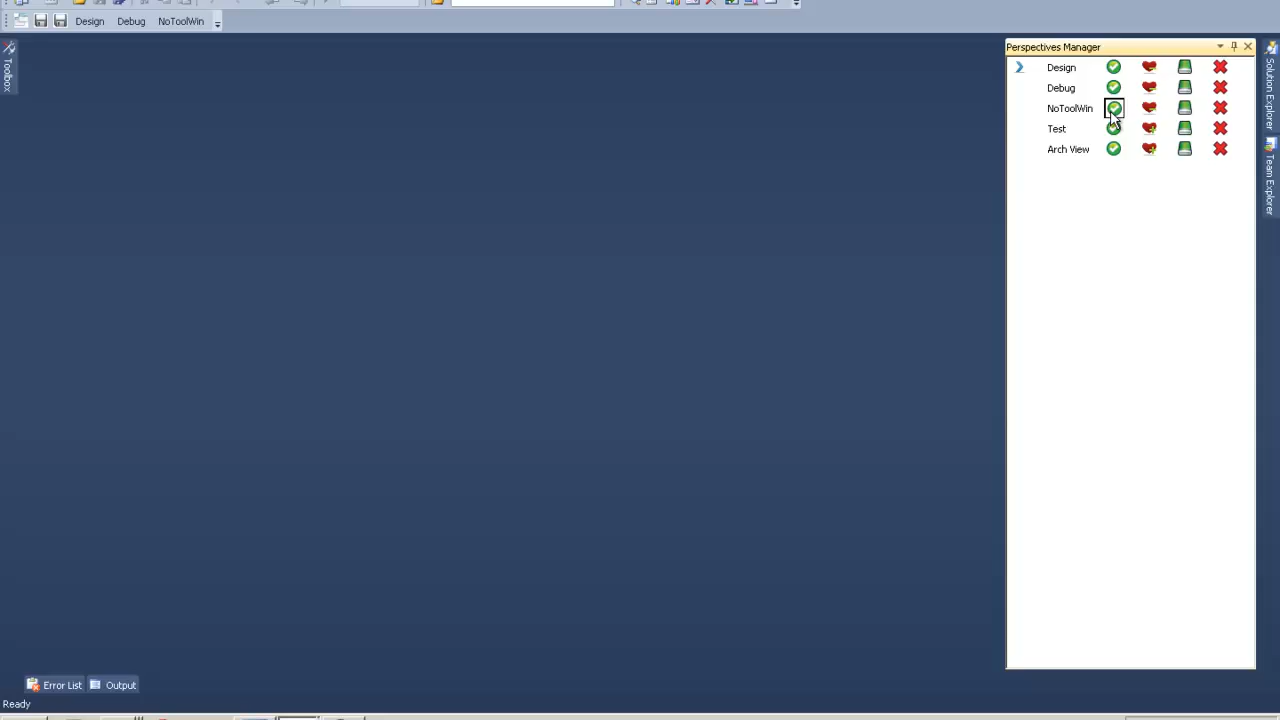 Design Debug NoToolWin
Toolbox
Perspectives Manager
Design
Debug
NoToolWin
Test
Arch View
Solution Explorer
Team Explorer
Error List Output
Ready